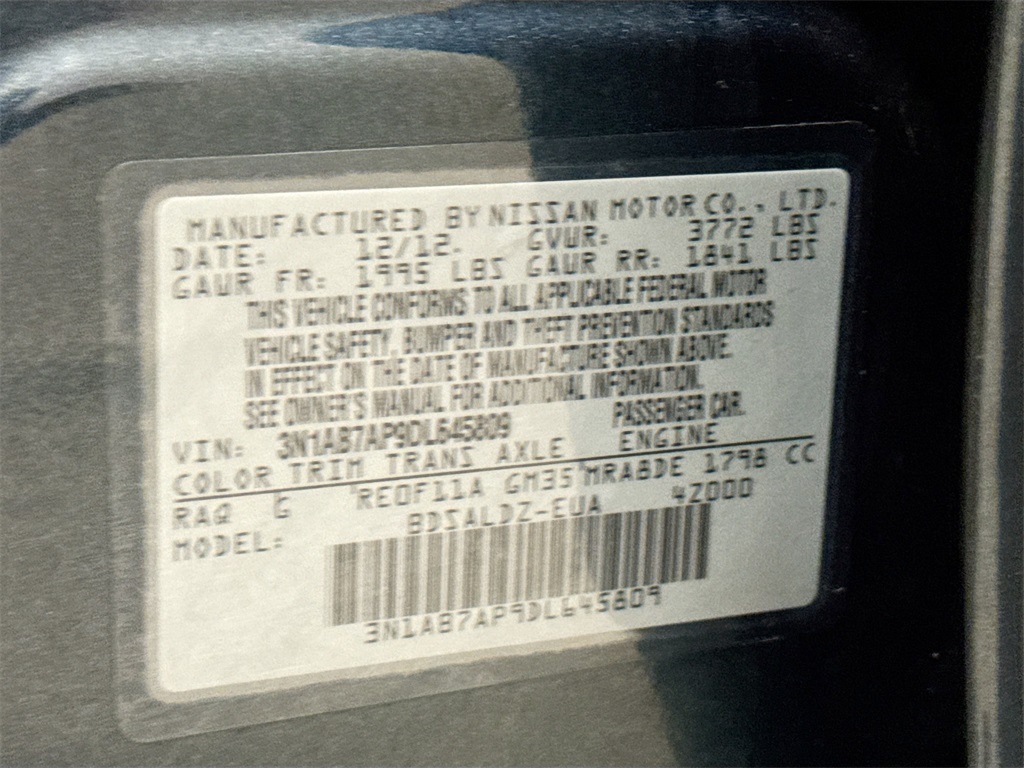 MANUFACTURED BY NISSAN MOTOR CO., LTD.
DATE: 12/12. GVWR: 3772 LBS
GAWR FR: 1995 LBS GAWR RR: 1841 LBS
THIS VEHICLE CONFORMS TO ALL APPLICABLE FEDERAL MOTOR
VEHICLE SAFETY, BUMPER AND THEFT PREVENTION STANDARDS
IN EFFECT ON THE DATE OF MANUFACTURE SHOWN ABOVE.
SEE OWNER'S MANUAL FOR ADDITIONAL INFORMATION.
VIN: 3N1AB7AP9DL645809 PASSENGER CAR.
COLOR TRIM TRANS AXLE ENGINE
RAQ G RE0F11A GM35 MRA8DE 1798 CC
MODEL: BDSALDZ-EUA 42000
3N1AB7AP9DL645809